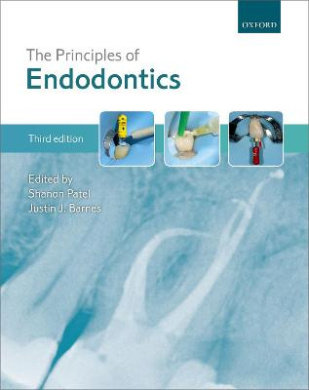 OXFORD
The Principles of
Endodontics
Third edition
Edited by
Shanon Patel
Justin J. Barnes